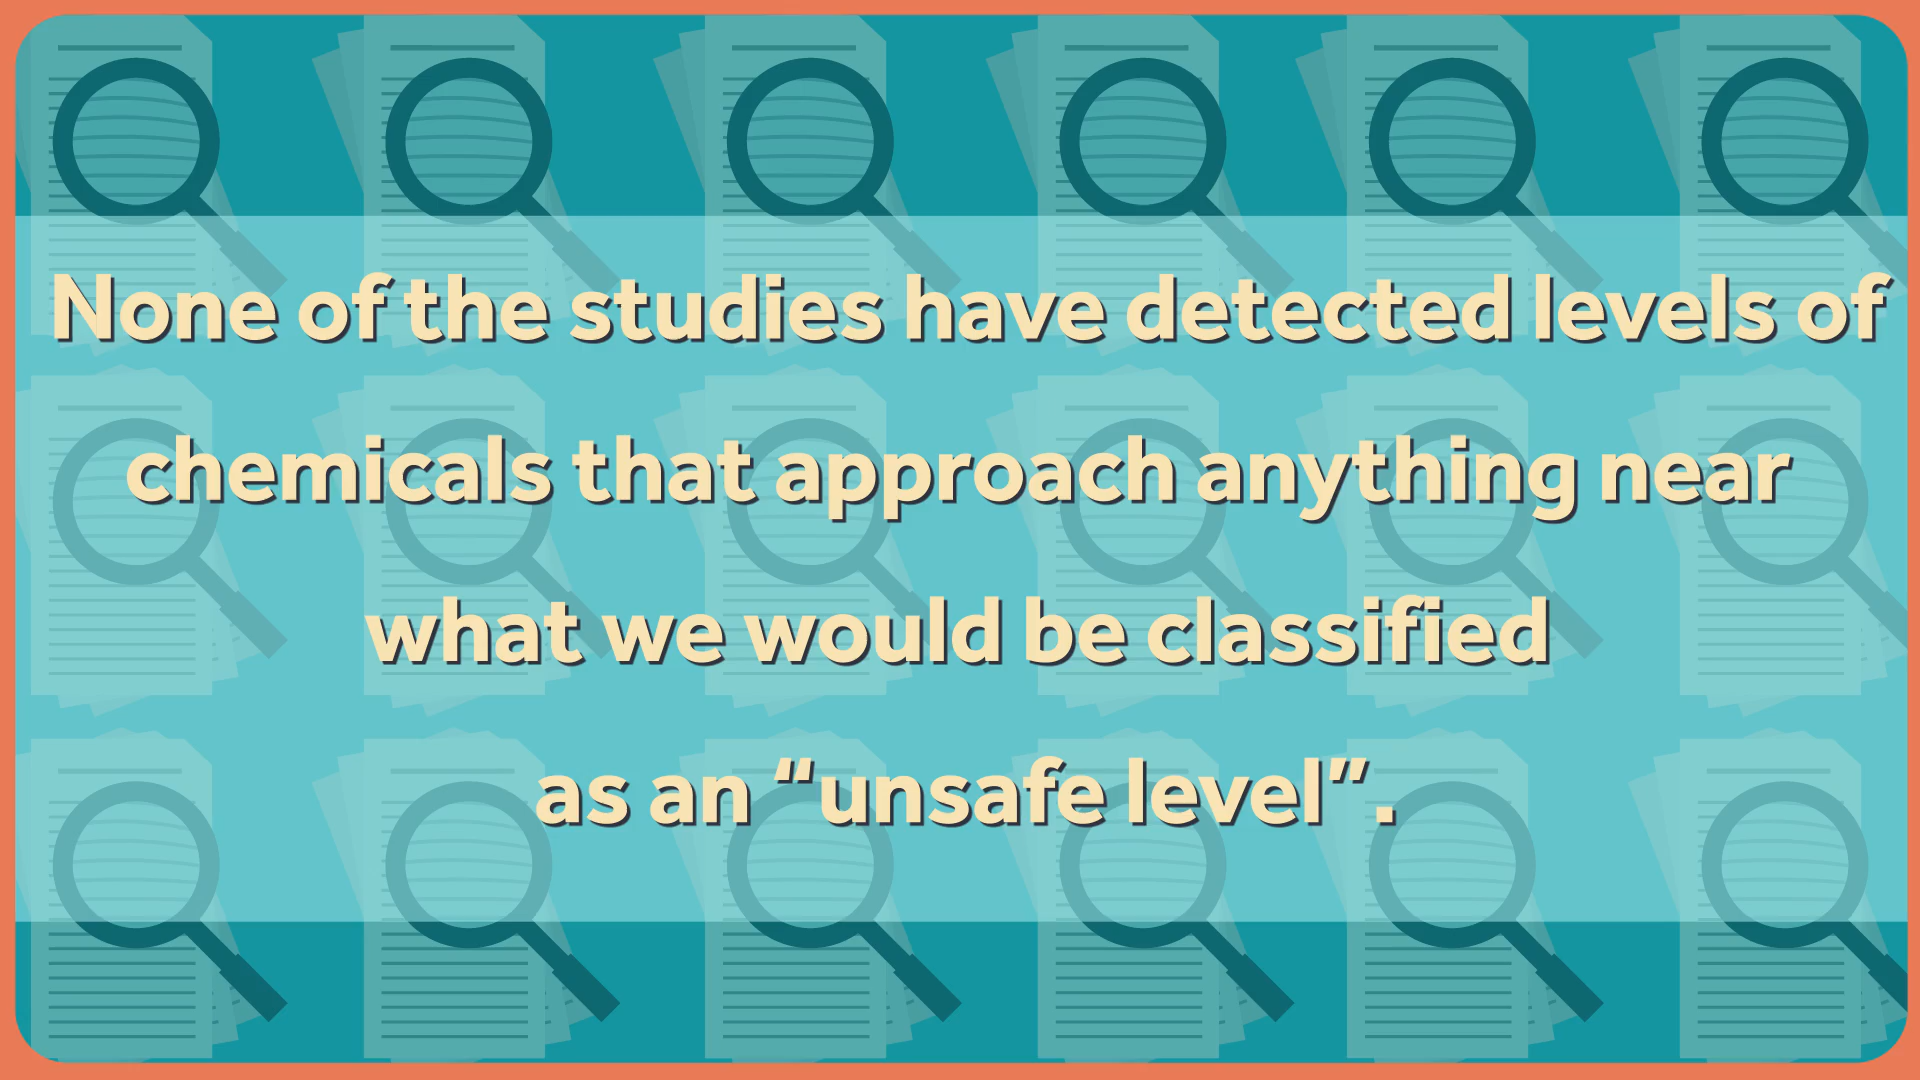 None of the studies have detected levels of
chemicals that approach anything near
what we would be classified
as an “unsafe level”.